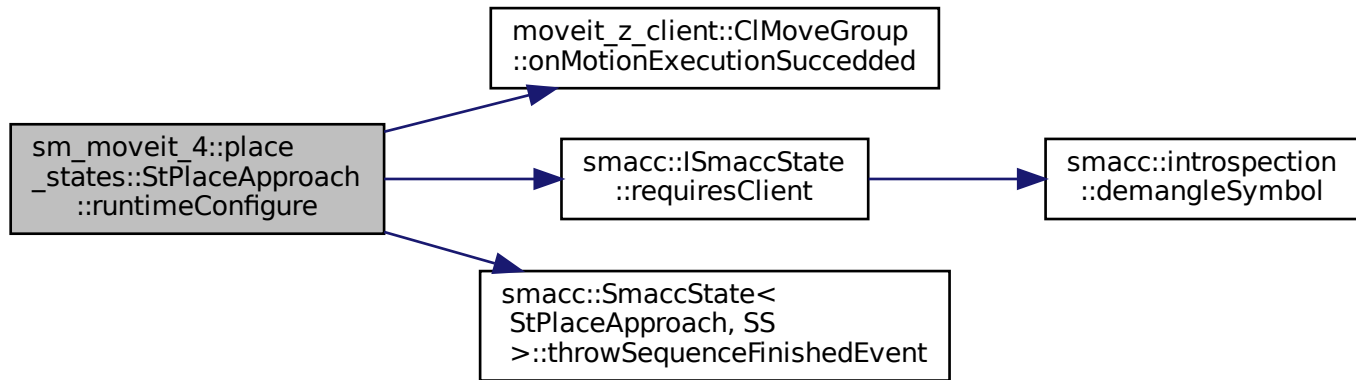 moveit_z_client::ClMoveGroup
::onMotionExecutionSuccedded
sm_moveit_4::place
_states::StPlaceApproach
::runtimeConfigure
smacc::ISmaccState
::requiresClient
smacc::introspection
::demangleSymbol
smacc::SmaccState<
StPlaceApproach, SS
>::throwSequenceFinishedEvent